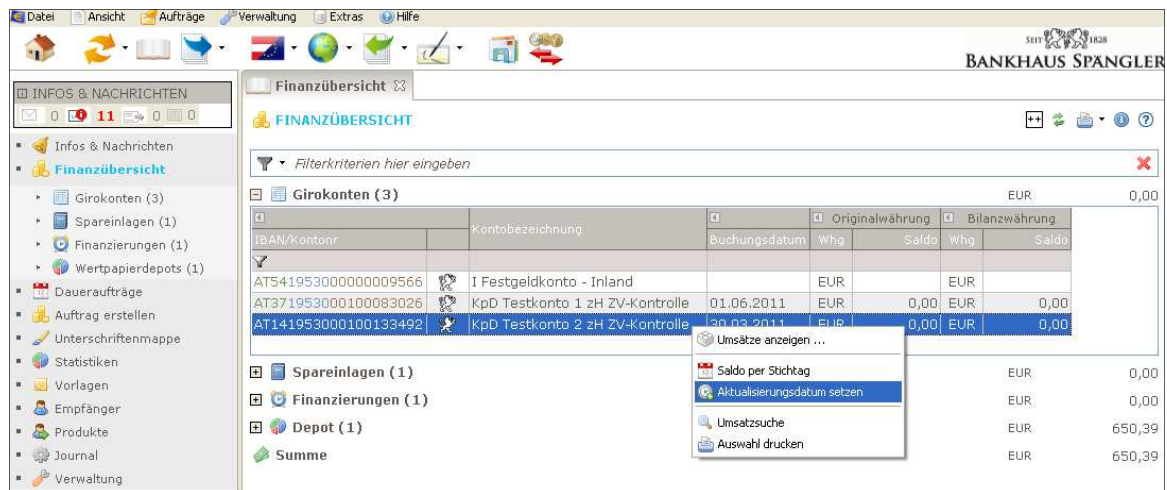 Datei Ansicht Aufträge Verwaltung Extras Hilfe
SEIT 1828
BANKHAUS SPÄNGLER
INFOS & NACHRICHTEN
0 11 0 0
Infos & Nachrichten
Finanzübersicht
Girokonten (3)
Spareinlagen (1)
Finanzierungen (1)
Wertpapierdepots (1)
Daueraufträge
Auftrag erstellen
Unterschriftenmappe
Statistiken
Vorlagen
Empfänger
Produkte
Journal
Verwaltung
Finanzübersicht
FINANZÜBERSICHT
Filterkriterien hier eingeben
Girokonten (3) EUR 0,00
Originalwährung Bilanzwährung
IBAN/Kontonr Kontobezeichnung Buchungsdatum Whg Saldo Whg Saldo
AT541953000000009566 I Festgeldkonto - Inland EUR EUR
AT371953000100083026 KpD Testkonto 1 zH ZV-Kontrolle 01.06.2011 EUR 0,00 EUR 0,00
AT141953000100133492 KpD Testkonto 2 zH ZV-Kontrolle 30.03.2011 EUR 0,00 EUR 0,00
Umsätze anzeigen ...
Saldo per Stichtag
Aktualisierungsdatum setzen
Umsatzsuche
Auswahl drucken
Spareinlagen (1) EUR 0,00
Finanzierungen (1) EUR 0,00
Depot (1) EUR 650,39
Summe EUR 650,39